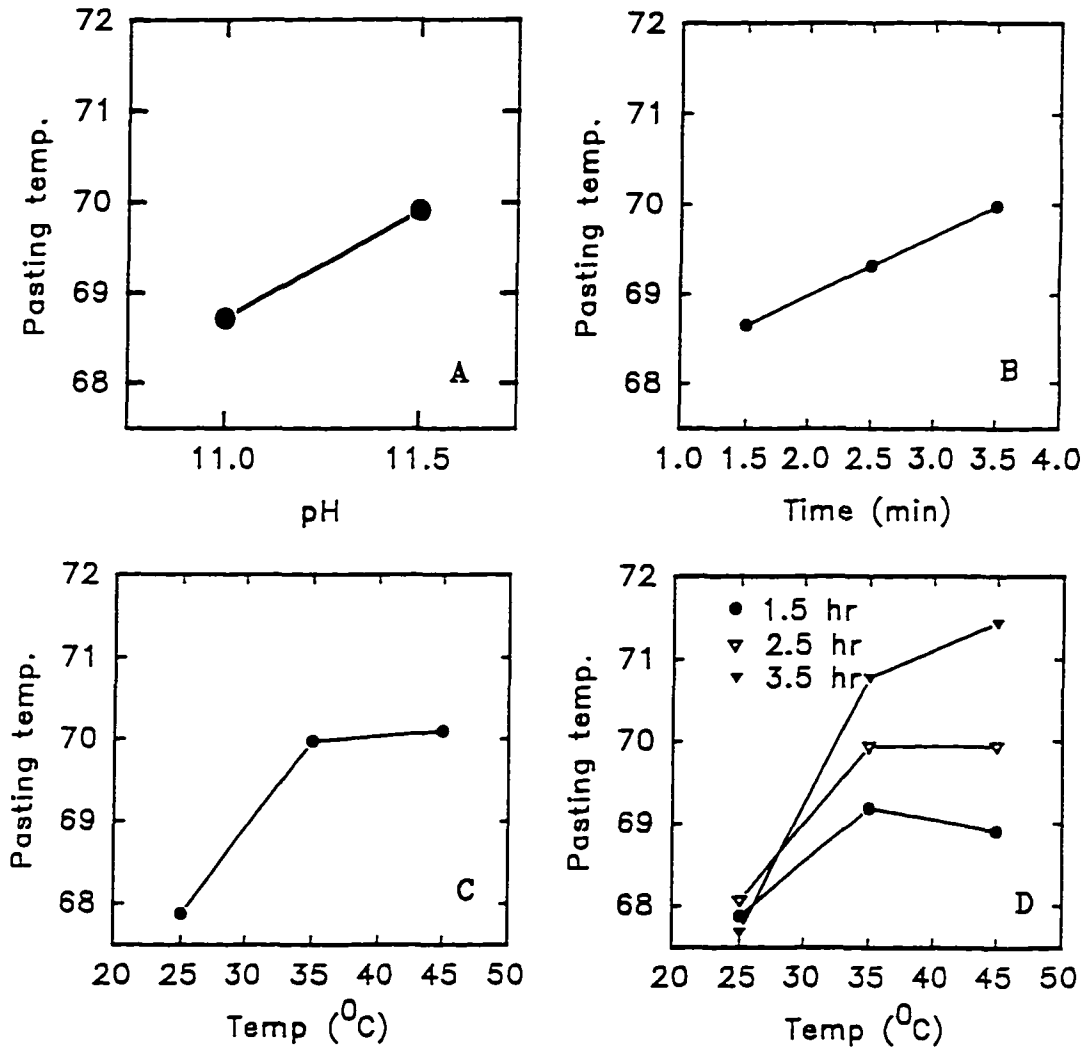 72
71
70
69
68
Pasting temp.
A
11.0 11.5
pH
72
71
70
69
68
Pasting temp.
B
1.0 1.5 2.0 2.5 3.0 3.5 4.0
Time (min)
72
71
70
69
68
Pasting temp.
C
20 25 30 35 40 45 50
Temp (⁰C)
72
71
70
69
68
Pasting temp.
1.5 hr
2.5 hr
3.5 hr
D
20 25 30 35 40 45 50
Temp (⁰C)